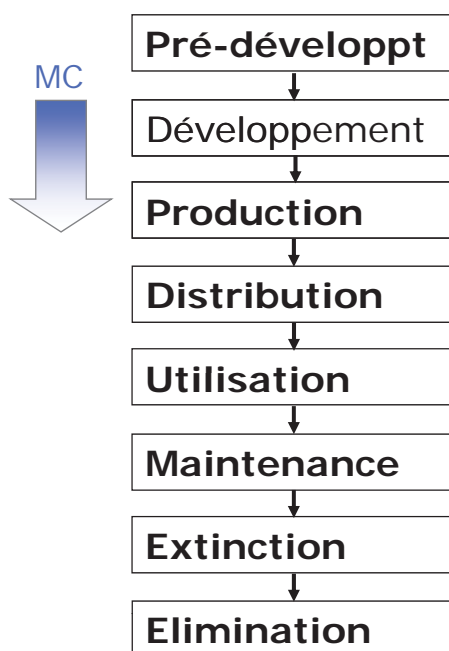 Pré-développt
MC
Développement
Production
Distribution
Utilisation
Maintenance
Extinction
Elimination